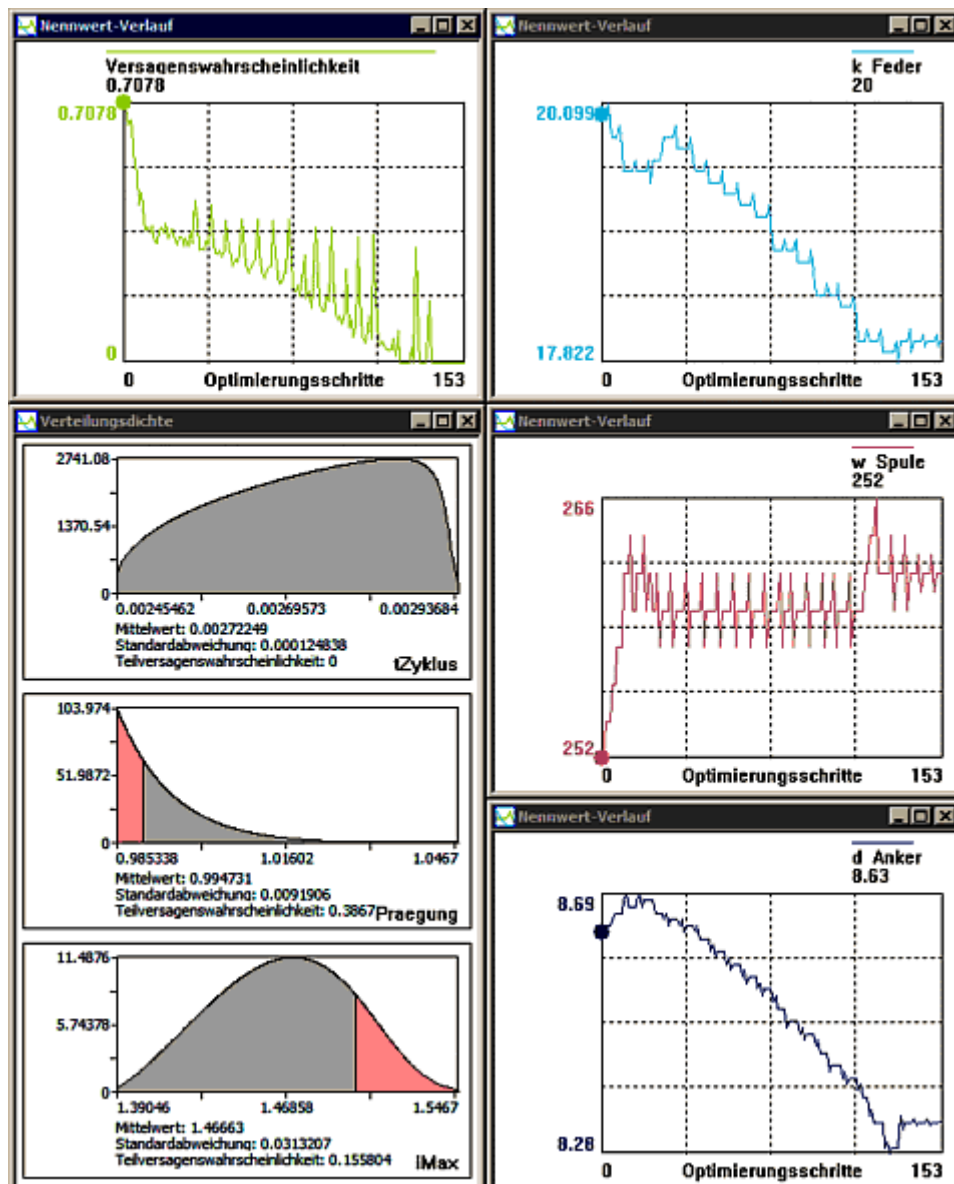 Nennwert-Verlauf
Versagenswahrscheinlichkeit
0.7078
0.7078
0
0 Optimierungsschritte 153
Nennwert-Verlauf
k_Feder
20
20.099
17.822
0 Optimierungsschritte 153
Verteilungsdichte
2741.08
1370.54
0
0.00245462 0.00269573 0.00293684
Mittelwert: 0.00272249
Standardabweichung: 0.000124838
Teilversagenswahrscheinlichkeit: 0
tZyklus
103.974
51.9872
0
0.985338 1.01602 1.0467
Mittelwert: 0.994731
Standardabweichung: 0.0091906
Teilversagenswahrscheinlichkeit: 0.3867
Praegung
11.4876
5.74378
0
1.39046 1.46858 1.5467
Mittelwert: 1.46663
Standardabweichung: 0.0313207
Teilversagenswahrscheinlichkeit: 0.155804
iMax
Nennwert-Verlauf
w_Spule
252
266
252
0 Optimierungsschritte 153
Nennwert-Verlauf
d_Anker
8.63
8.69
8.28
0 Optimierungsschritte 153